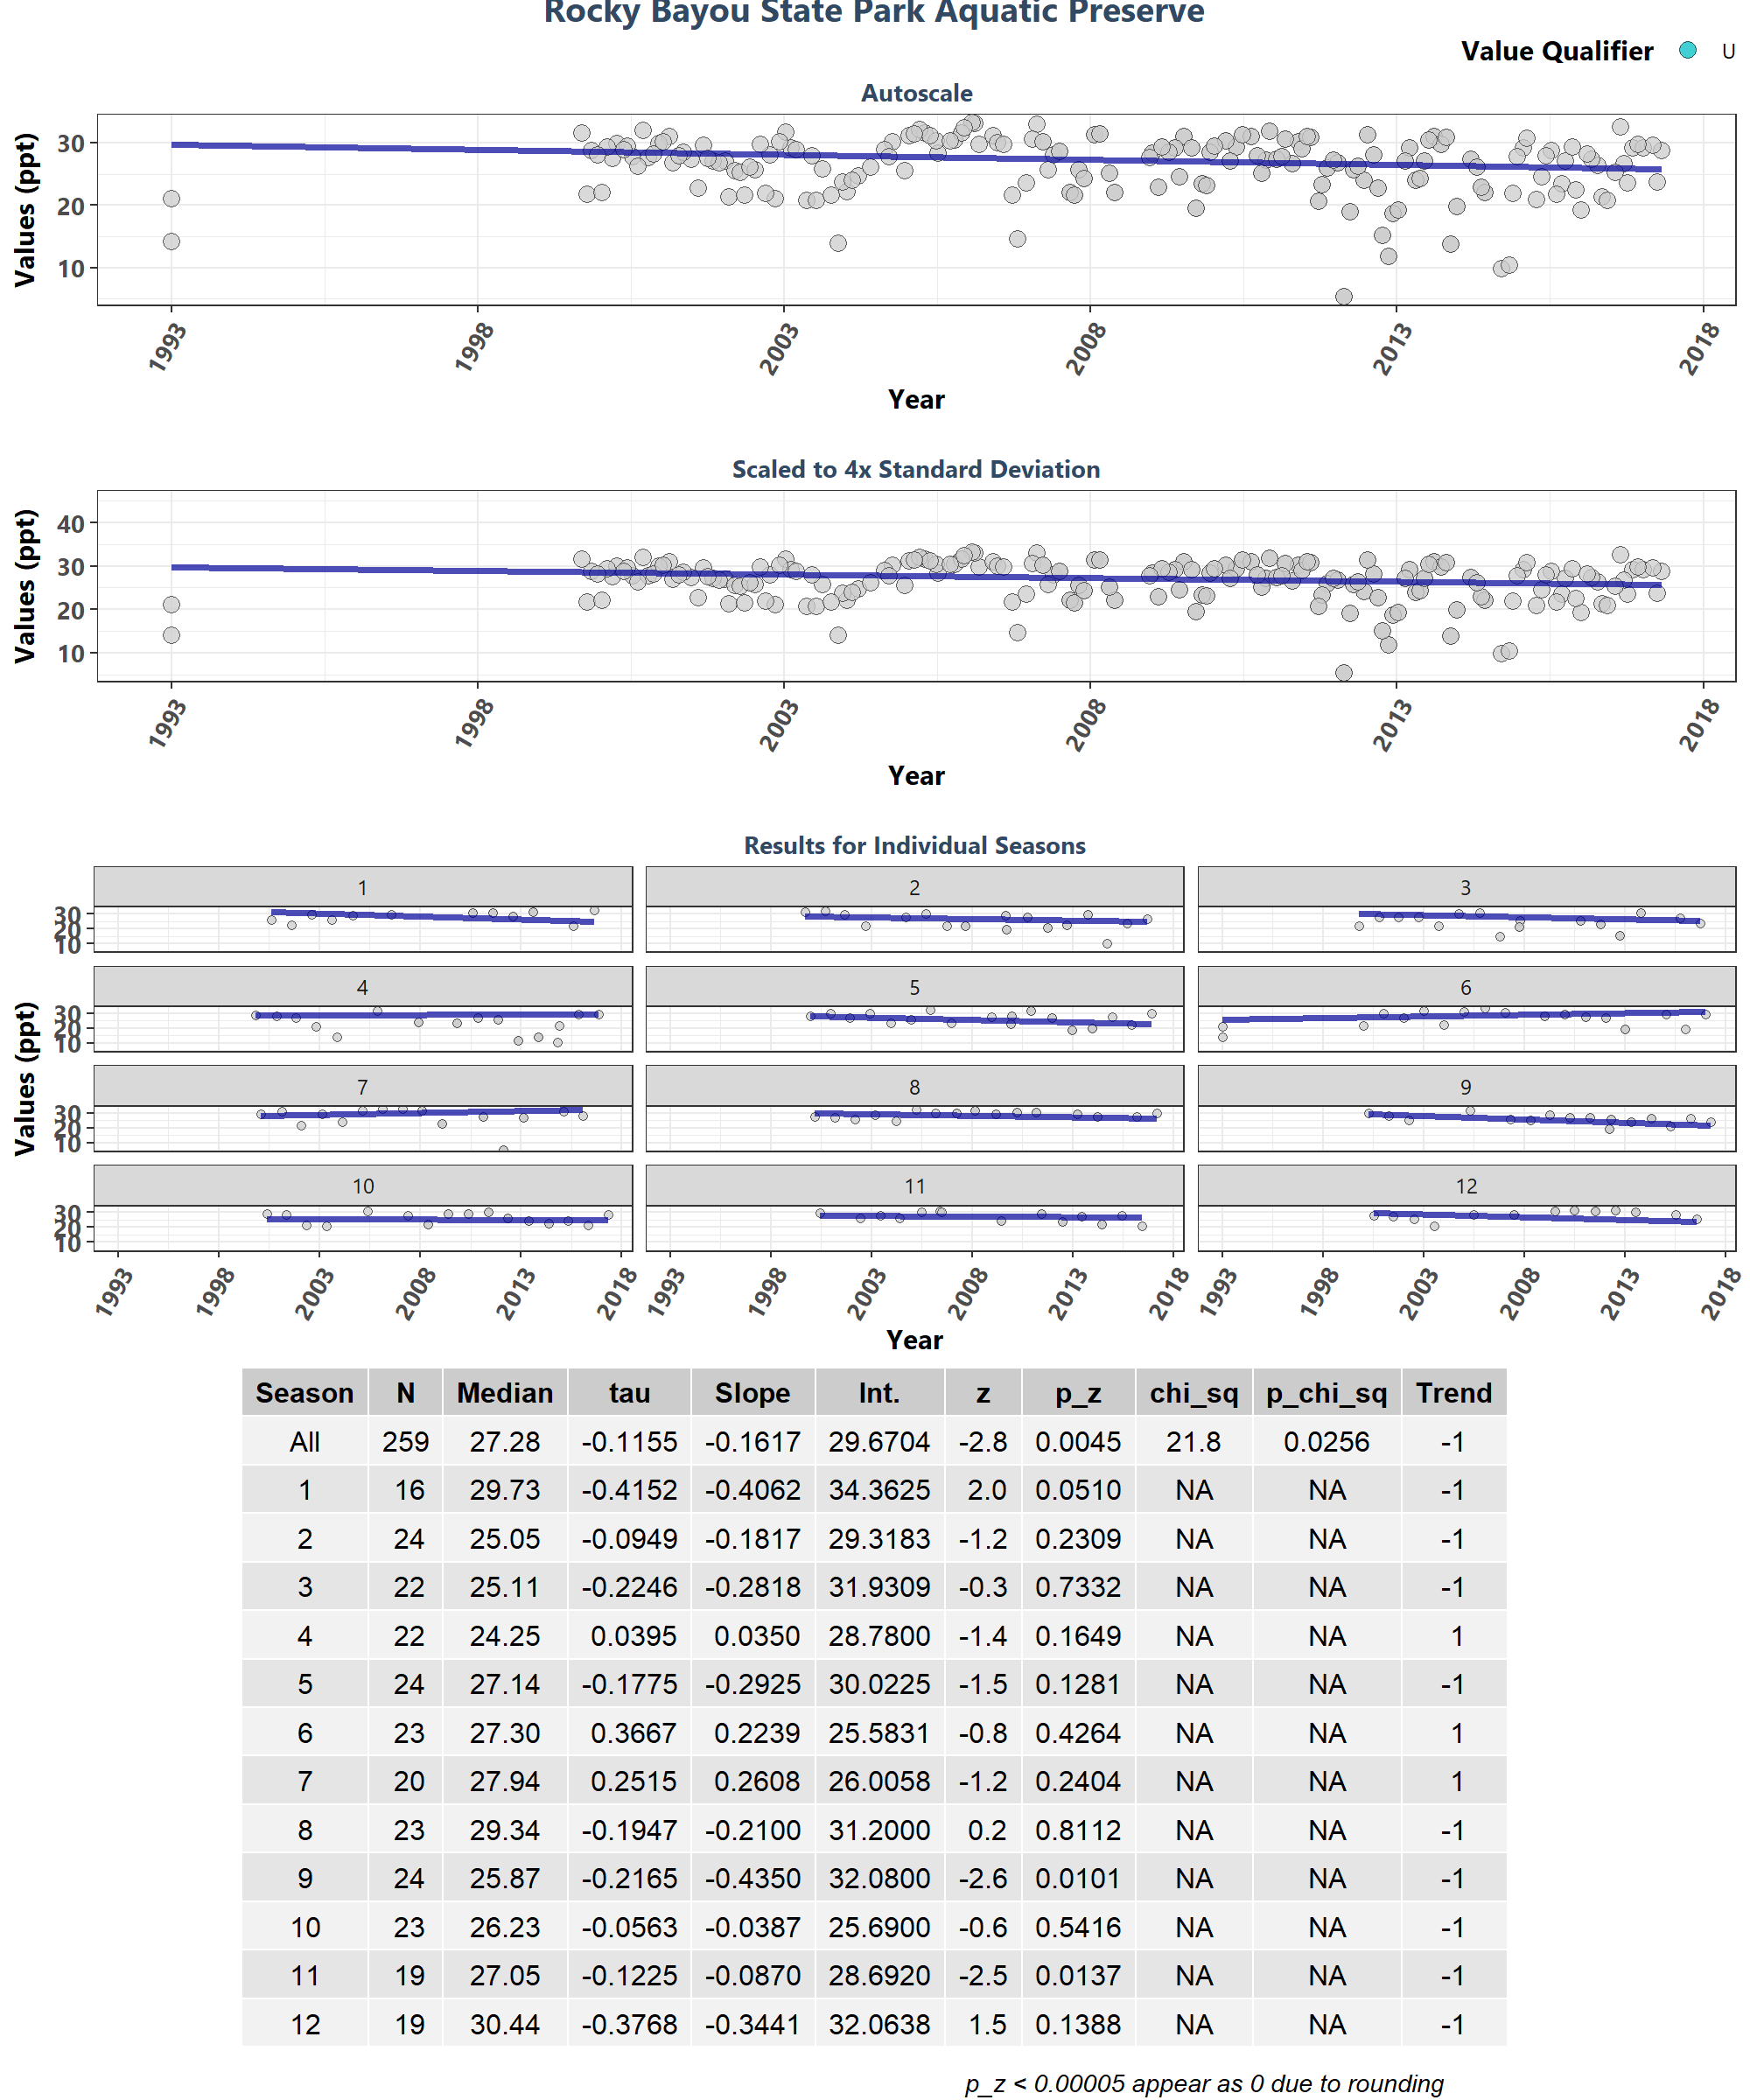 Rocky Bayou State Park Aquatic Preserve
Value Qualifier U
Autoscale
Values (ppt)
30
20
10
1993 1998 2003 2008 2013 2018
Year
Scaled to 4x Standard Deviation
Values (ppt)
40
30
20
10
1993 1998 2003 2008 2013 2018
Year
Results for Individual Seasons
Values (ppt)
1 2 3
30
20
10
4 5 6
30
20
10
7 8 9
30
20
10
10 11 12
30
20
10
1993 1998 2003 2008 2013 2018 1993 1998 2003 2008 2013 2018 1993 1998 2003 2008 2013 2018
Year
Season N Median tau Slope Int. z p_z chi_sq p_chi_sq Trend
All 259 27.28 -0.1155 -0.1617 29.6704 -2.8 0.0045 21.8 0.0256 -1
1 16 29.73 -0.4152 -0.4062 34.3625 2.0 0.0510 NA NA -1
2 24 25.05 -0.0949 -0.1817 29.3183 -1.2 0.2309 NA NA -1
3 22 25.11 -0.2246 -0.2818 31.9309 -0.3 0.7332 NA NA -1
4 22 24.25 0.0395 0.0350 28.7800 -1.4 0.1649 NA NA 1
5 24 27.14 -0.1775 -0.2925 30.0225 -1.5 0.1281 NA NA -1
6 23 27.30 0.3667 0.2239 25.5831 -0.8 0.4264 NA NA 1
7 20 27.94 0.2515 0.2608 26.0058 -1.2 0.2404 NA NA 1
8 23 29.34 -0.1947 -0.2100 31.2000 0.2 0.8112 NA NA -1
9 24 25.87 -0.2165 -0.4350 32.0800 -2.6 0.0101 NA NA -1
10 23 26.23 -0.0563 -0.0387 25.6900 -0.6 0.5416 NA NA -1
11 19 27.05 -0.1225 -0.0870 28.6920 -2.5 0.0137 NA NA -1
12 19 30.44 -0.3768 -0.3441 32.0638 1.5 0.1388 NA NA -1
p_z < 0.00005 appear as 0 due to rounding